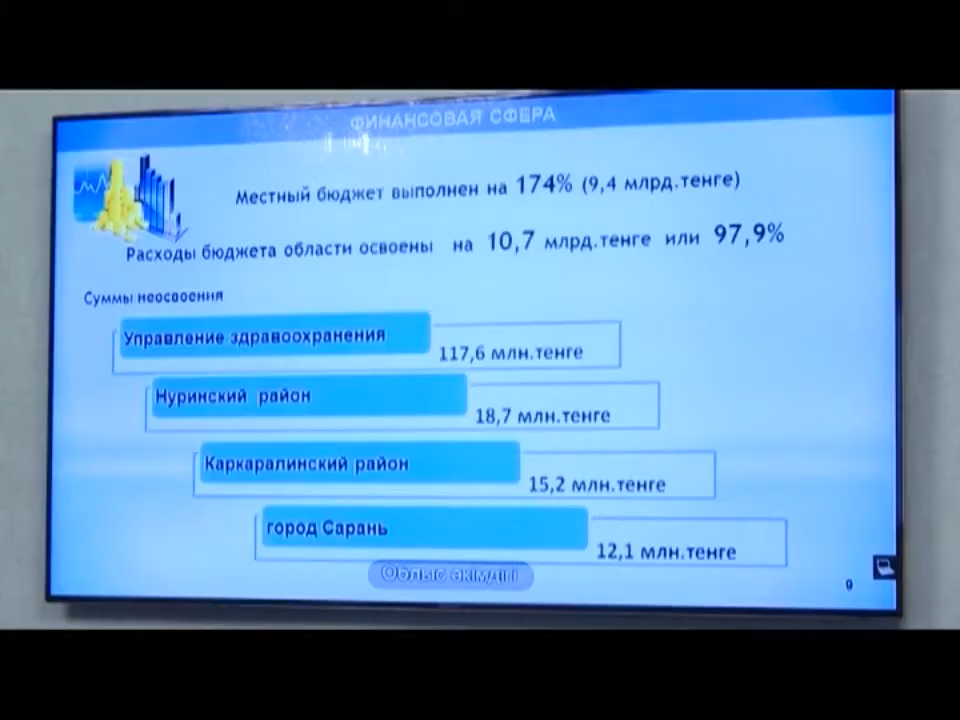 ФИНАНСОВАЯ СФЕРА
Местный бюджет выполнен на 174% (9,4 млрд.тенге)
Расходы бюджета области освоены на 10,7 млрд.тенге или 97,9%
Суммы неосвоения
Управление здравоохранения
117,6 млн.тенге
Нуринский район
18,7 млн.тенге
Каркаралинский район
15,2 млн.тенге
город Сарань
12,1 млн.тенге
Облыс әкімдігі
9